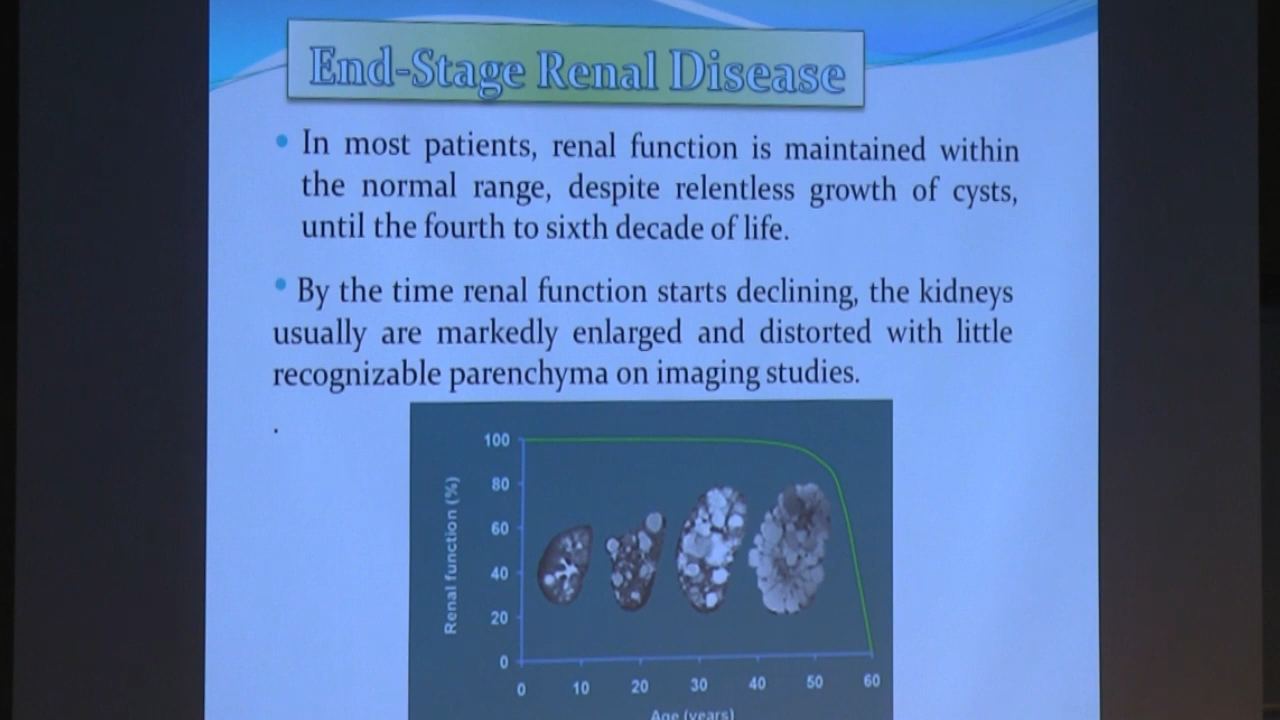 End-Stage Renal Disease
• In most patients, renal function is maintained within
the normal range, despite relentless growth of cysts,
until the fourth to sixth decade of life.
• By the time renal function starts declining, the kidneys
usually are markedly enlarged and distorted with little
recognizable parenchyma on imaging studies.
.
Renal function (%)
100
80
60
40
20
0
0 10 20 30 40 50 60
Age (years)